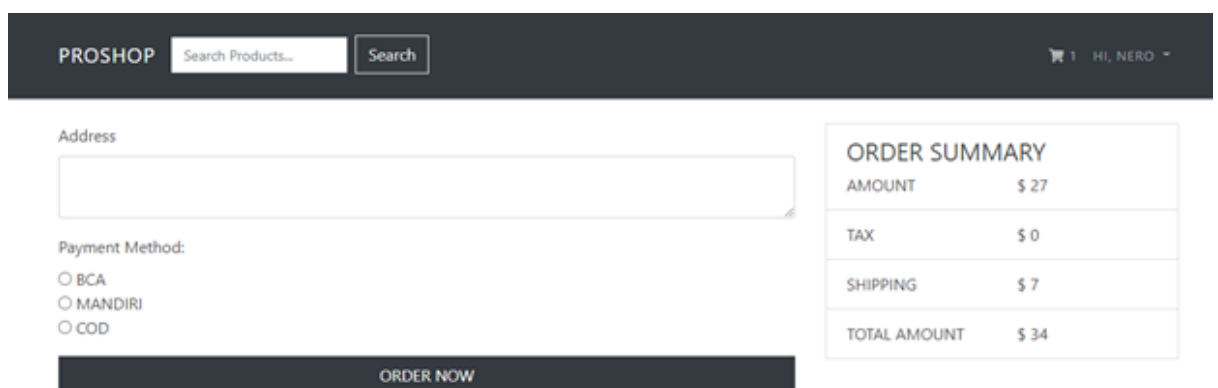 PROSHOP Search Products... Search 1 HI, NERO
Address
Payment Method:
BCA
MANDIRI
COD
ORDER NOW
ORDER SUMMARY
AMOUNT $ 27
TAX $ 0
SHIPPING $ 7
TOTAL AMOUNT $ 34